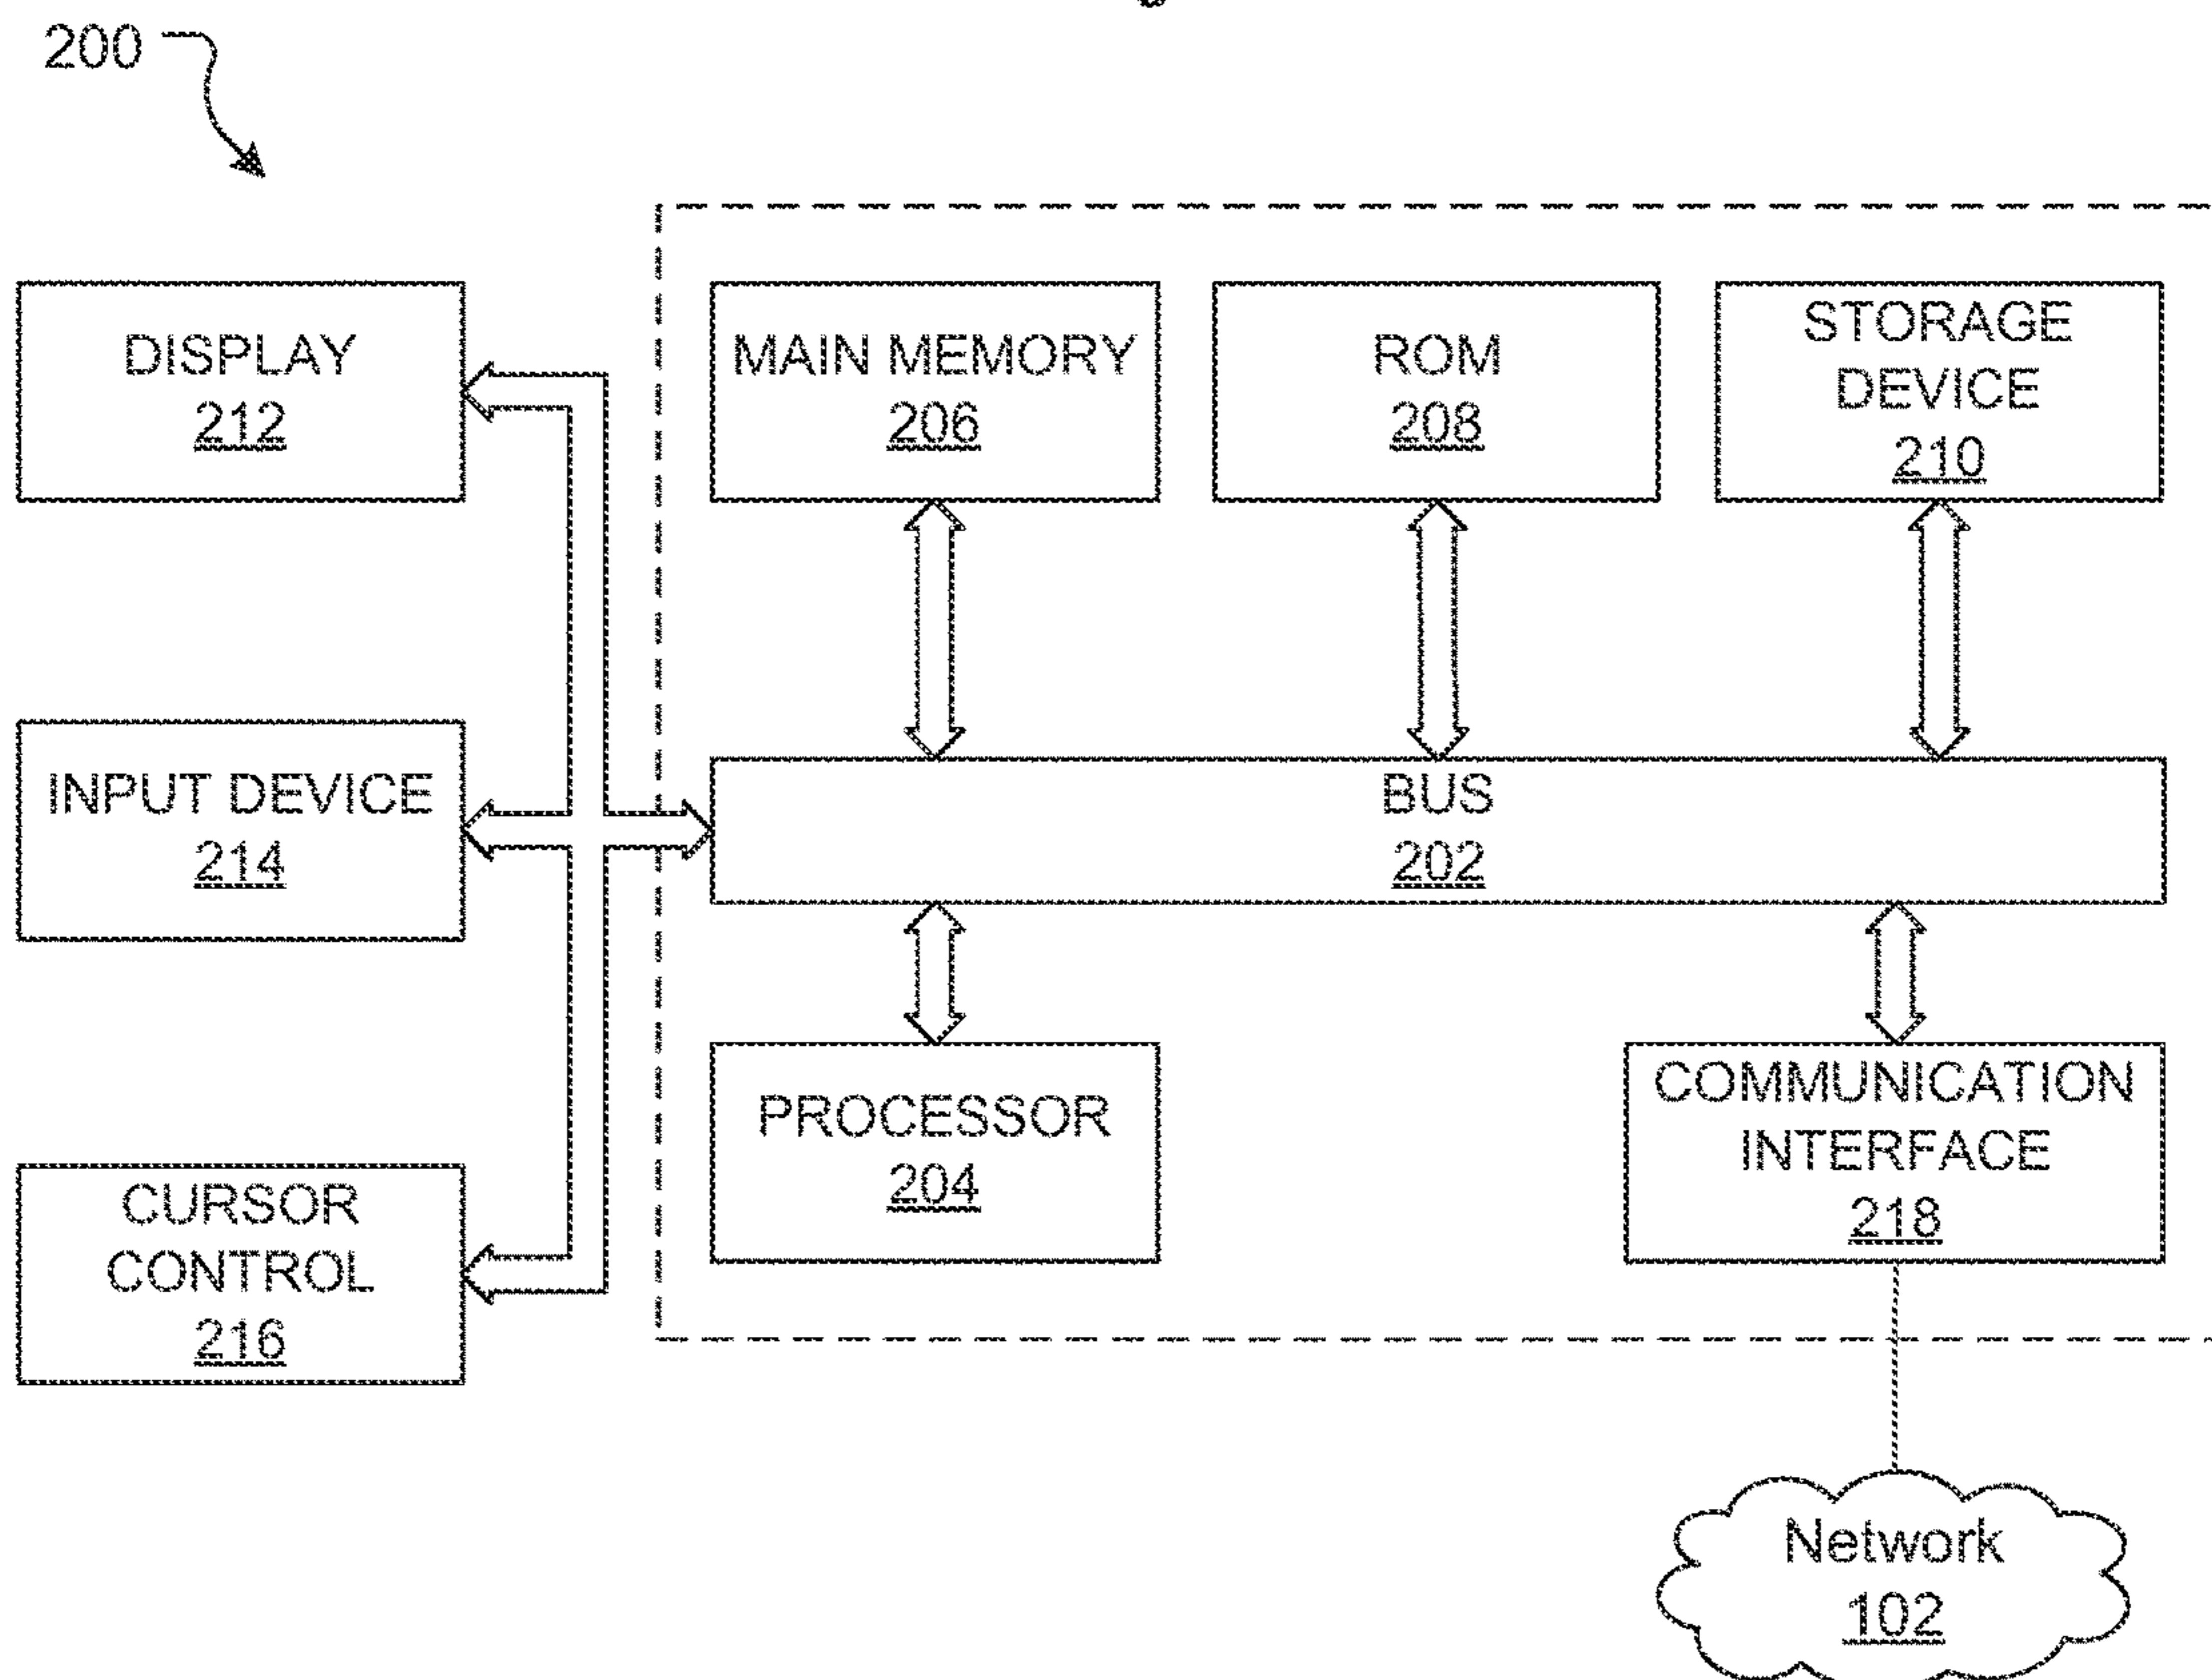 200
DISPLAY
212
MAIN MEMORY
206
ROM
208
STORAGE
DEVICE
210
INPUT DEVICE
214
BUS
202
CURSOR
CONTROL
216
PROCESSOR
204
COMMUNICATION
INTERFACE
218
Network
102